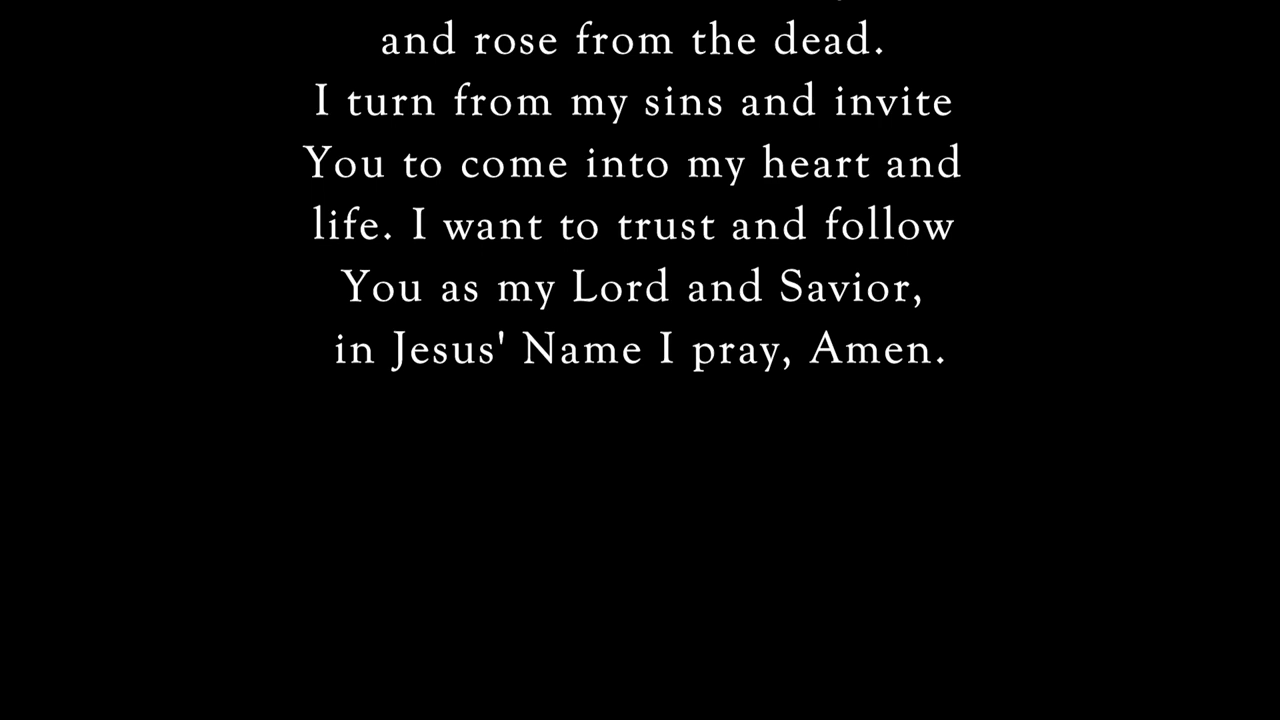 and rose from the dead.
I turn from my sins and invite
You to come into my heart and
life. I want to trust and follow
You as my Lord and Savior,
in Jesus' Name I pray, Amen.